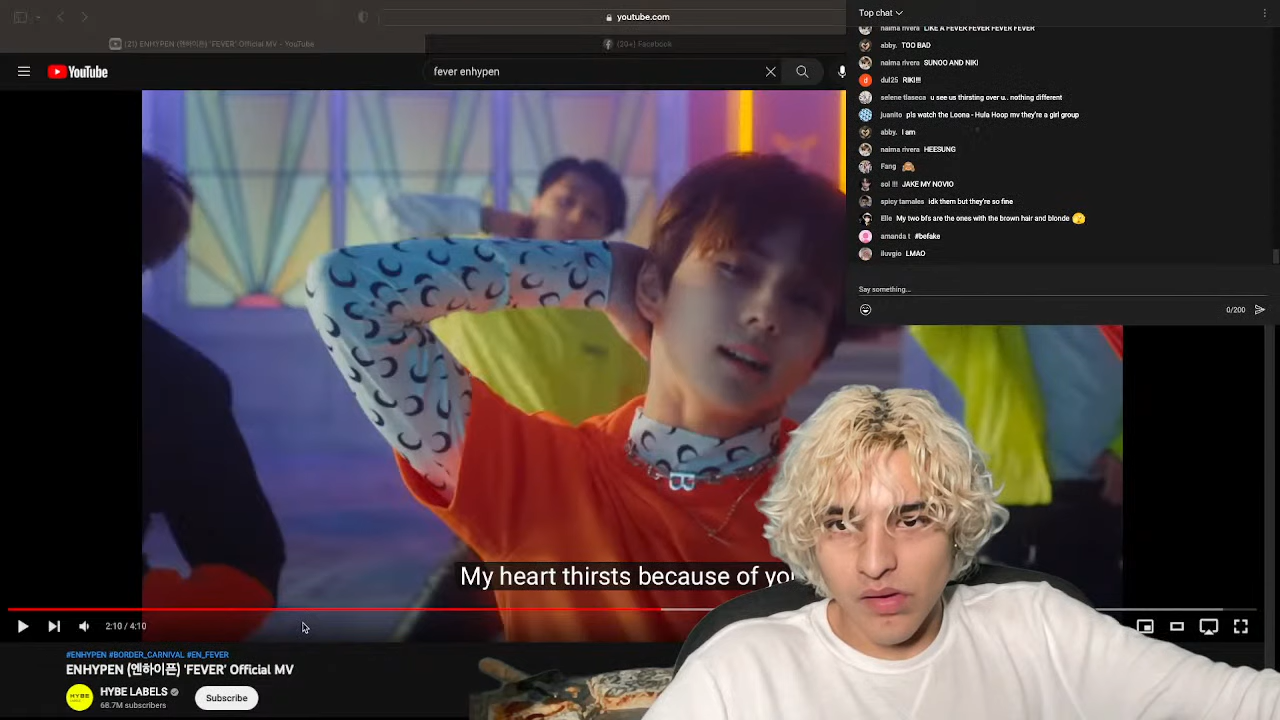 youtube.com
(21) ENHYPEN (엔하이픈) 'FEVER' Official MV - YouTube
(20+) Facebook
YouTube
fever enhypen
Top chat
naima rivera LIKE A FEVER FEVER FEVER FEVER
abby. TOO BAD
naima rivera SUNOO AND NIKI
d
dul25 RIKI!!!
selene tlaseca u see us thirsting over u.. nothing different
juanito pls watch the Loona - Hula Hoop mv they're a girl group
abby. I am
naima rivera HEESUNG
Fang
sol !!! JAKE MY NOVIO
spicy tamales idk them but they're so fine
Elle My two bfs are the ones with the brown hair and blonde
amanda t #befake
iluvgio LMAO
Say something...
0/200
B
My heart thirsts because of yo
2:10 / 4:10
#ENHYPEN #BORDER_CARNIVAL #EN_FEVER
ENHYPEN (엔하이픈) 'FEVER' Official MV
HYBE
HYBE LABELS
68.7M subscribers
Subscribe